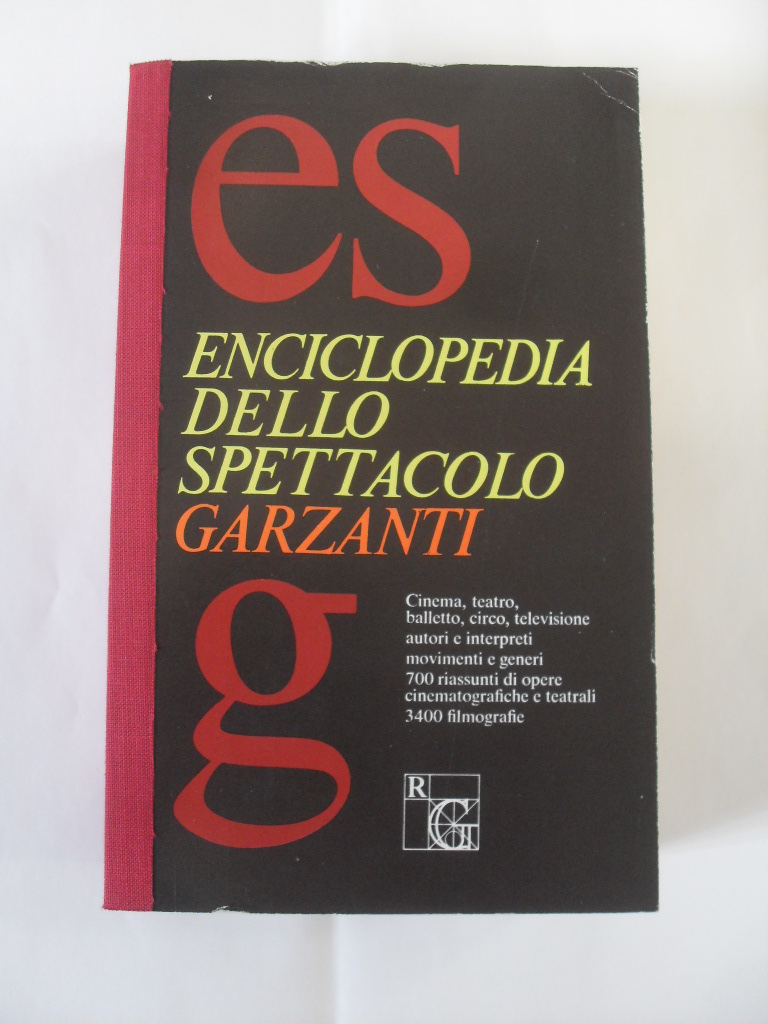 es
ENCICLOPEDIA
DELLO
SPETTACOLO
GARZANTI
g
Cinema, teatro,
balletto, circo, televisione
autori e interpreti
movimenti e generi
700 riassunti di opere
cinematografiche e teatrali
3400 filmografie
R
G